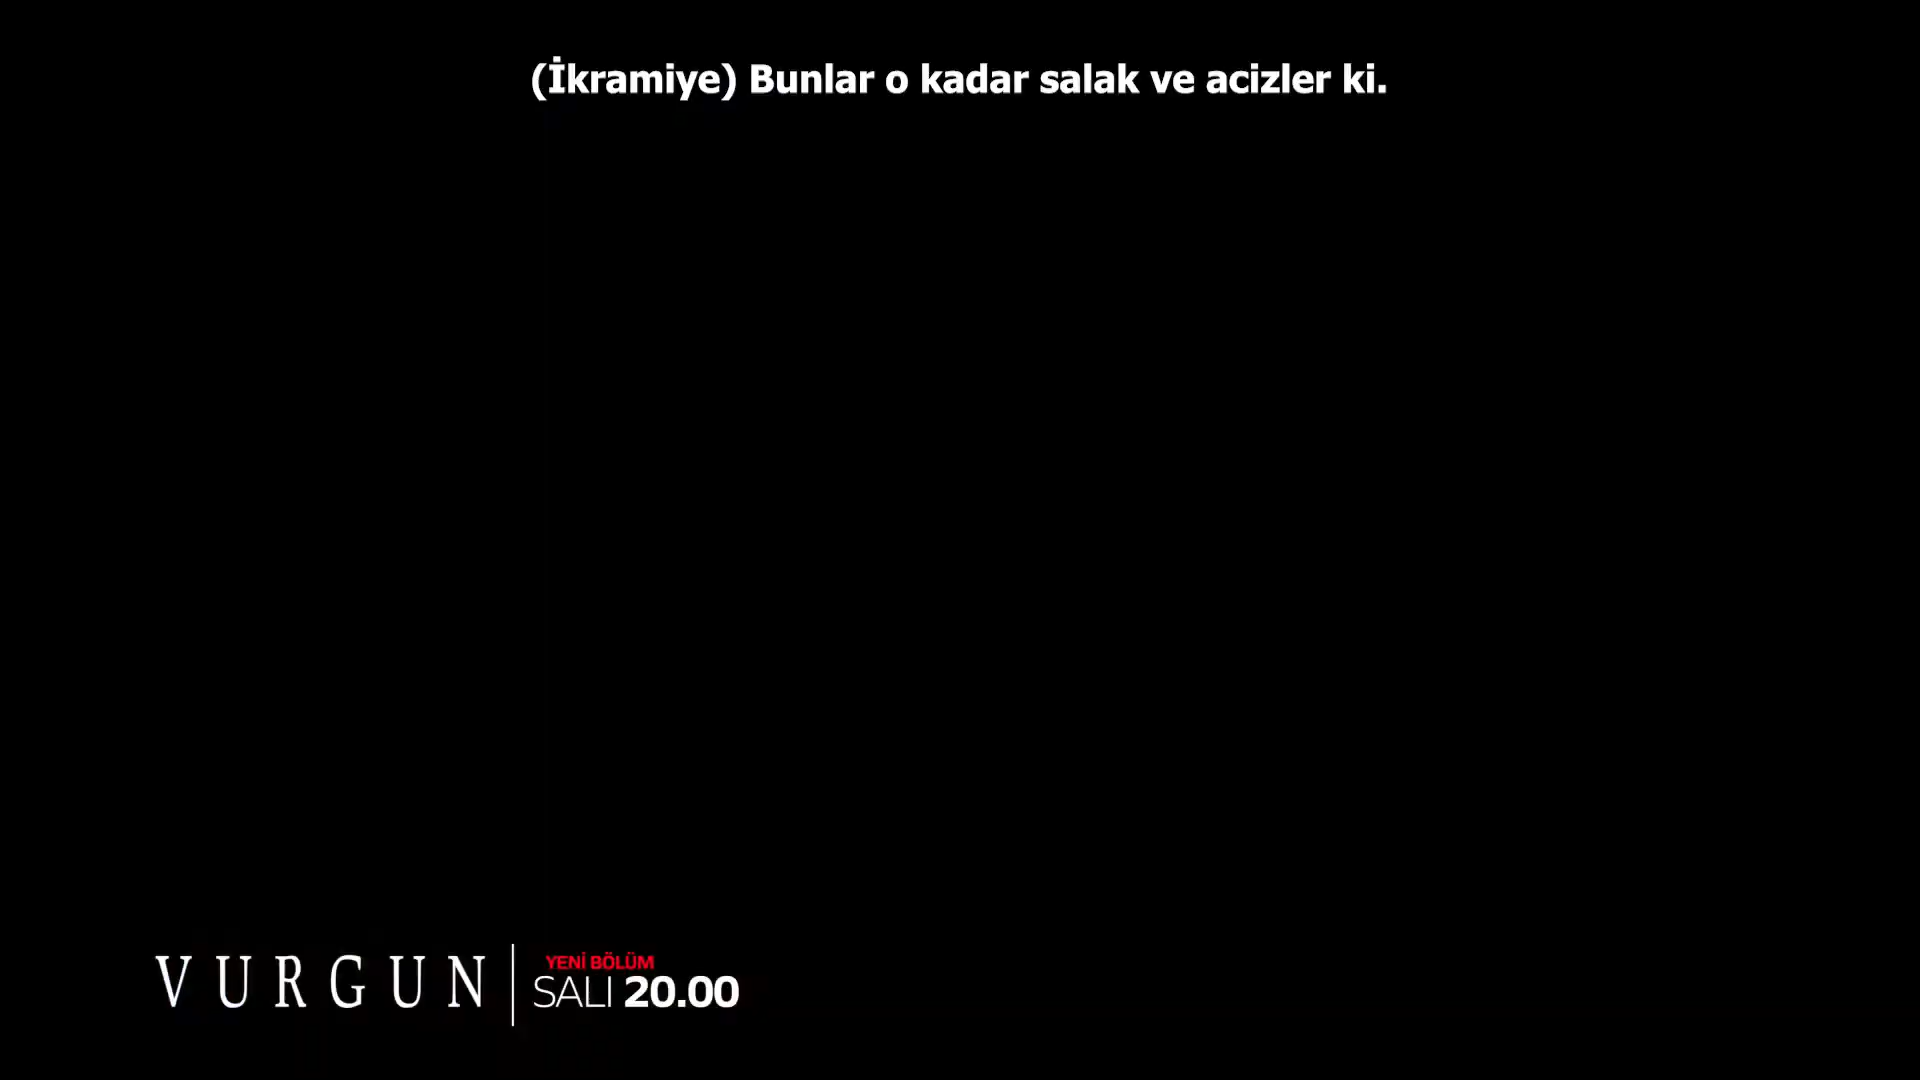 (İkramiye) Bunlar o kadar salak ve acizler ki.
VURGUN
YENİ BÖLÜM
SALI 20.00